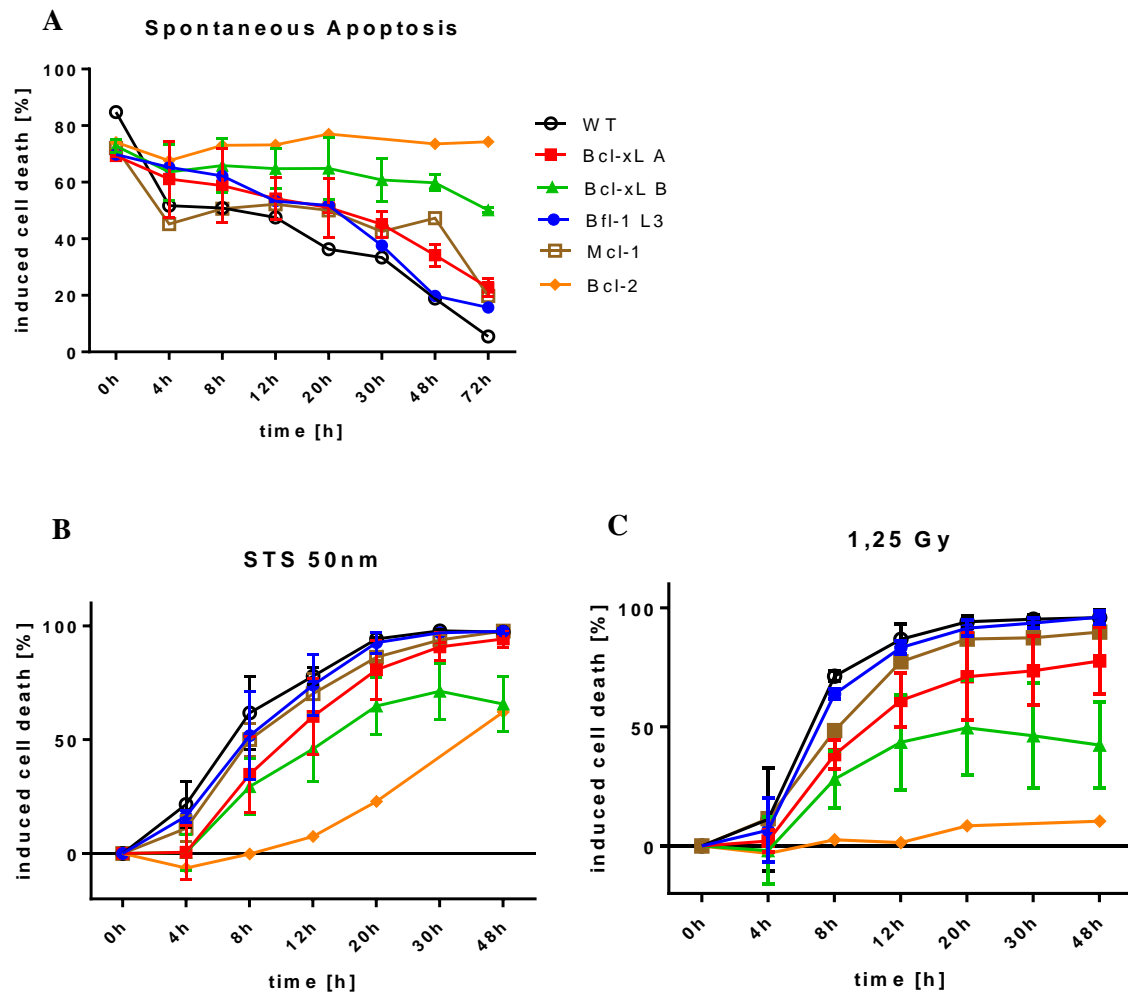 A
Spontaneous Apoptosis
induced cell death [%]
100
80
60
40
20
0
0h 4h 8h 12h 20h 30h 48h 72h
time [h]
WT
Bcl-xL A
Bcl-xL B
Bfl-1 L3
Mcl-1
Bcl-2
B
STS 50nm
induced cell death [%]
100
50
0
0h 4h 8h 12h 20h 30h 48h
time [h]
C
1,25 Gy
induced cell death [%]
100
50
0
0h 4h 8h 12h 20h 30h 48h
time [h]